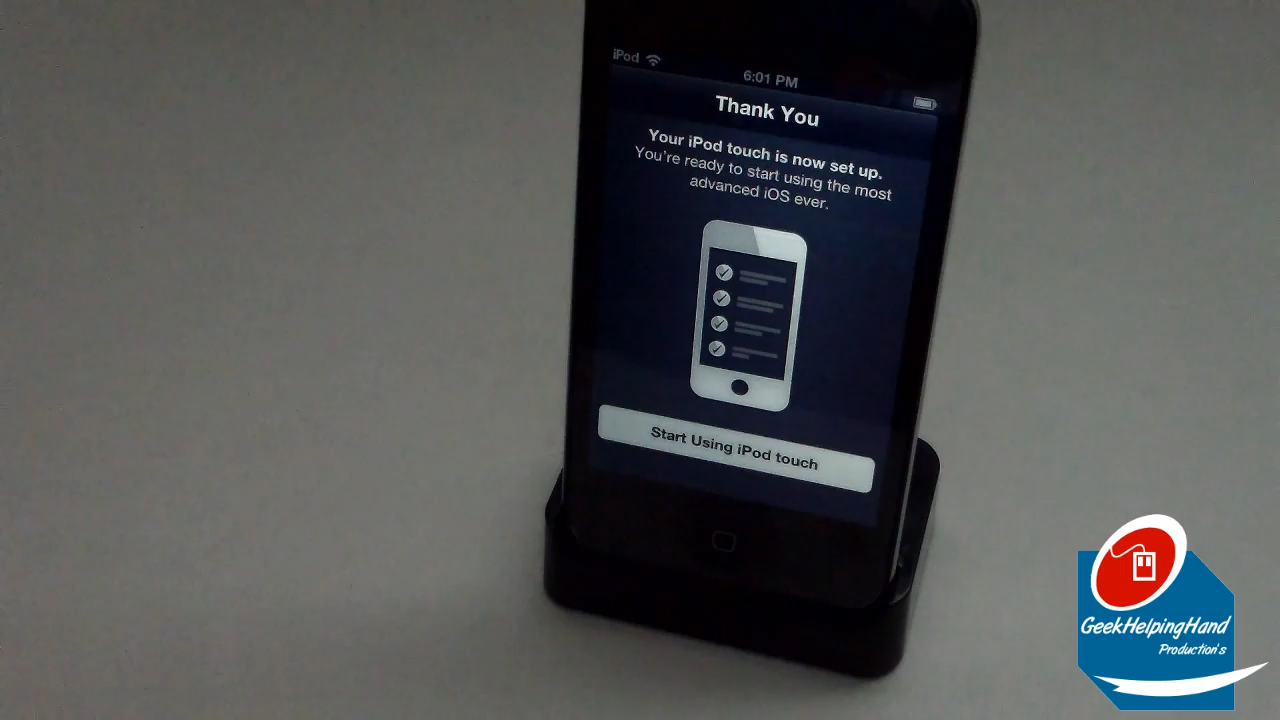 iPod
6:01 PM
Thank You
Your iPod touch is now set up.
You're ready to start using the most
advanced iOS ever.
Start Using iPod touch
GeekHelpingHand
Production's